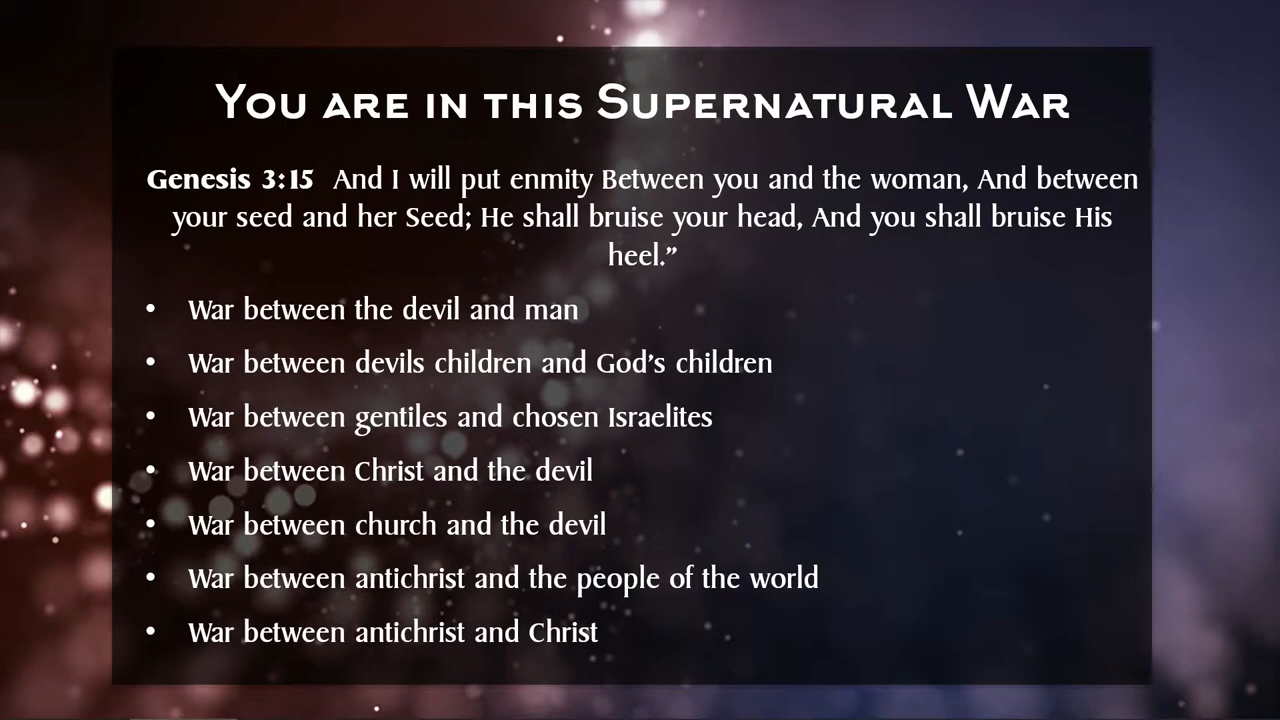 You are in this Supernatural War
Genesis 3:15 And I will put enmity Between you and the woman, And between
your seed and her Seed; He shall bruise your head, And you shall bruise His
heel.”
• War between the devil and man
• War between devils children and God’s children
• War between gentiles and chosen Israelites
• War between Christ and the devil
• War between church and the devil
• War between antichrist and the people of the world
• War between antichrist and Christ